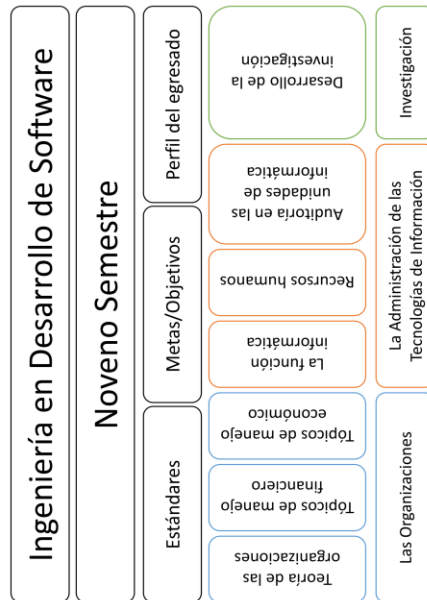 Ingeniería en Desarrollo de Software
Noveno Semestre
Estándares
Metas/Objetivos
Perfil del egresado
Teoría de las
organizaciones
Tópicos de manejo
financiero
Tópicos de manejo
económico
La función
informática
Recursos humanos
Auditoría en las
unidades de
informática
Desarrollo de la
investigación
Las Organizaciones
La Administración de las
Tecnologías de Información
Investigación